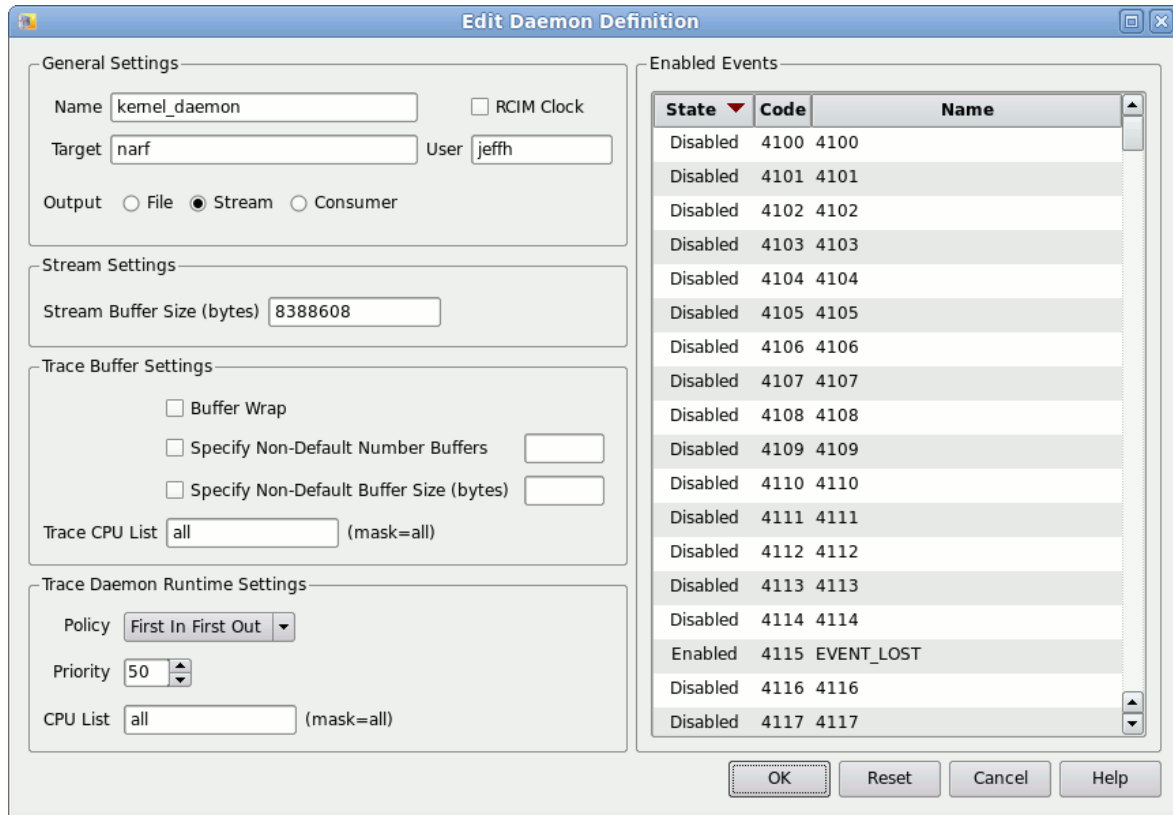 Edit Daemon Definition
General Settings
Name kernel_daemon RCIM Clock
Target narf User jeffh
Output File Stream Consumer
Stream Settings
Stream Buffer Size (bytes) 8388608
Trace Buffer Settings
Buffer Wrap
Specify Non-Default Number Buffers
Specify Non-Default Buffer Size (bytes)
Trace CPU List all (mask=all)
Trace Daemon Runtime Settings
Policy First In First Out
Priority 50
CPU List all (mask=all)
Enabled Events
State Code Name
Disabled 4100 4100
Disabled 4101 4101
Disabled 4102 4102
Disabled 4103 4103
Disabled 4104 4104
Disabled 4105 4105
Disabled 4106 4106
Disabled 4107 4107
Disabled 4108 4108
Disabled 4109 4109
Disabled 4110 4110
Disabled 4111 4111
Disabled 4112 4112
Disabled 4113 4113
Disabled 4114 4114
Enabled 4115 EVENT_LOST
Disabled 4116 4116
Disabled 4117 4117
OK Reset Cancel Help